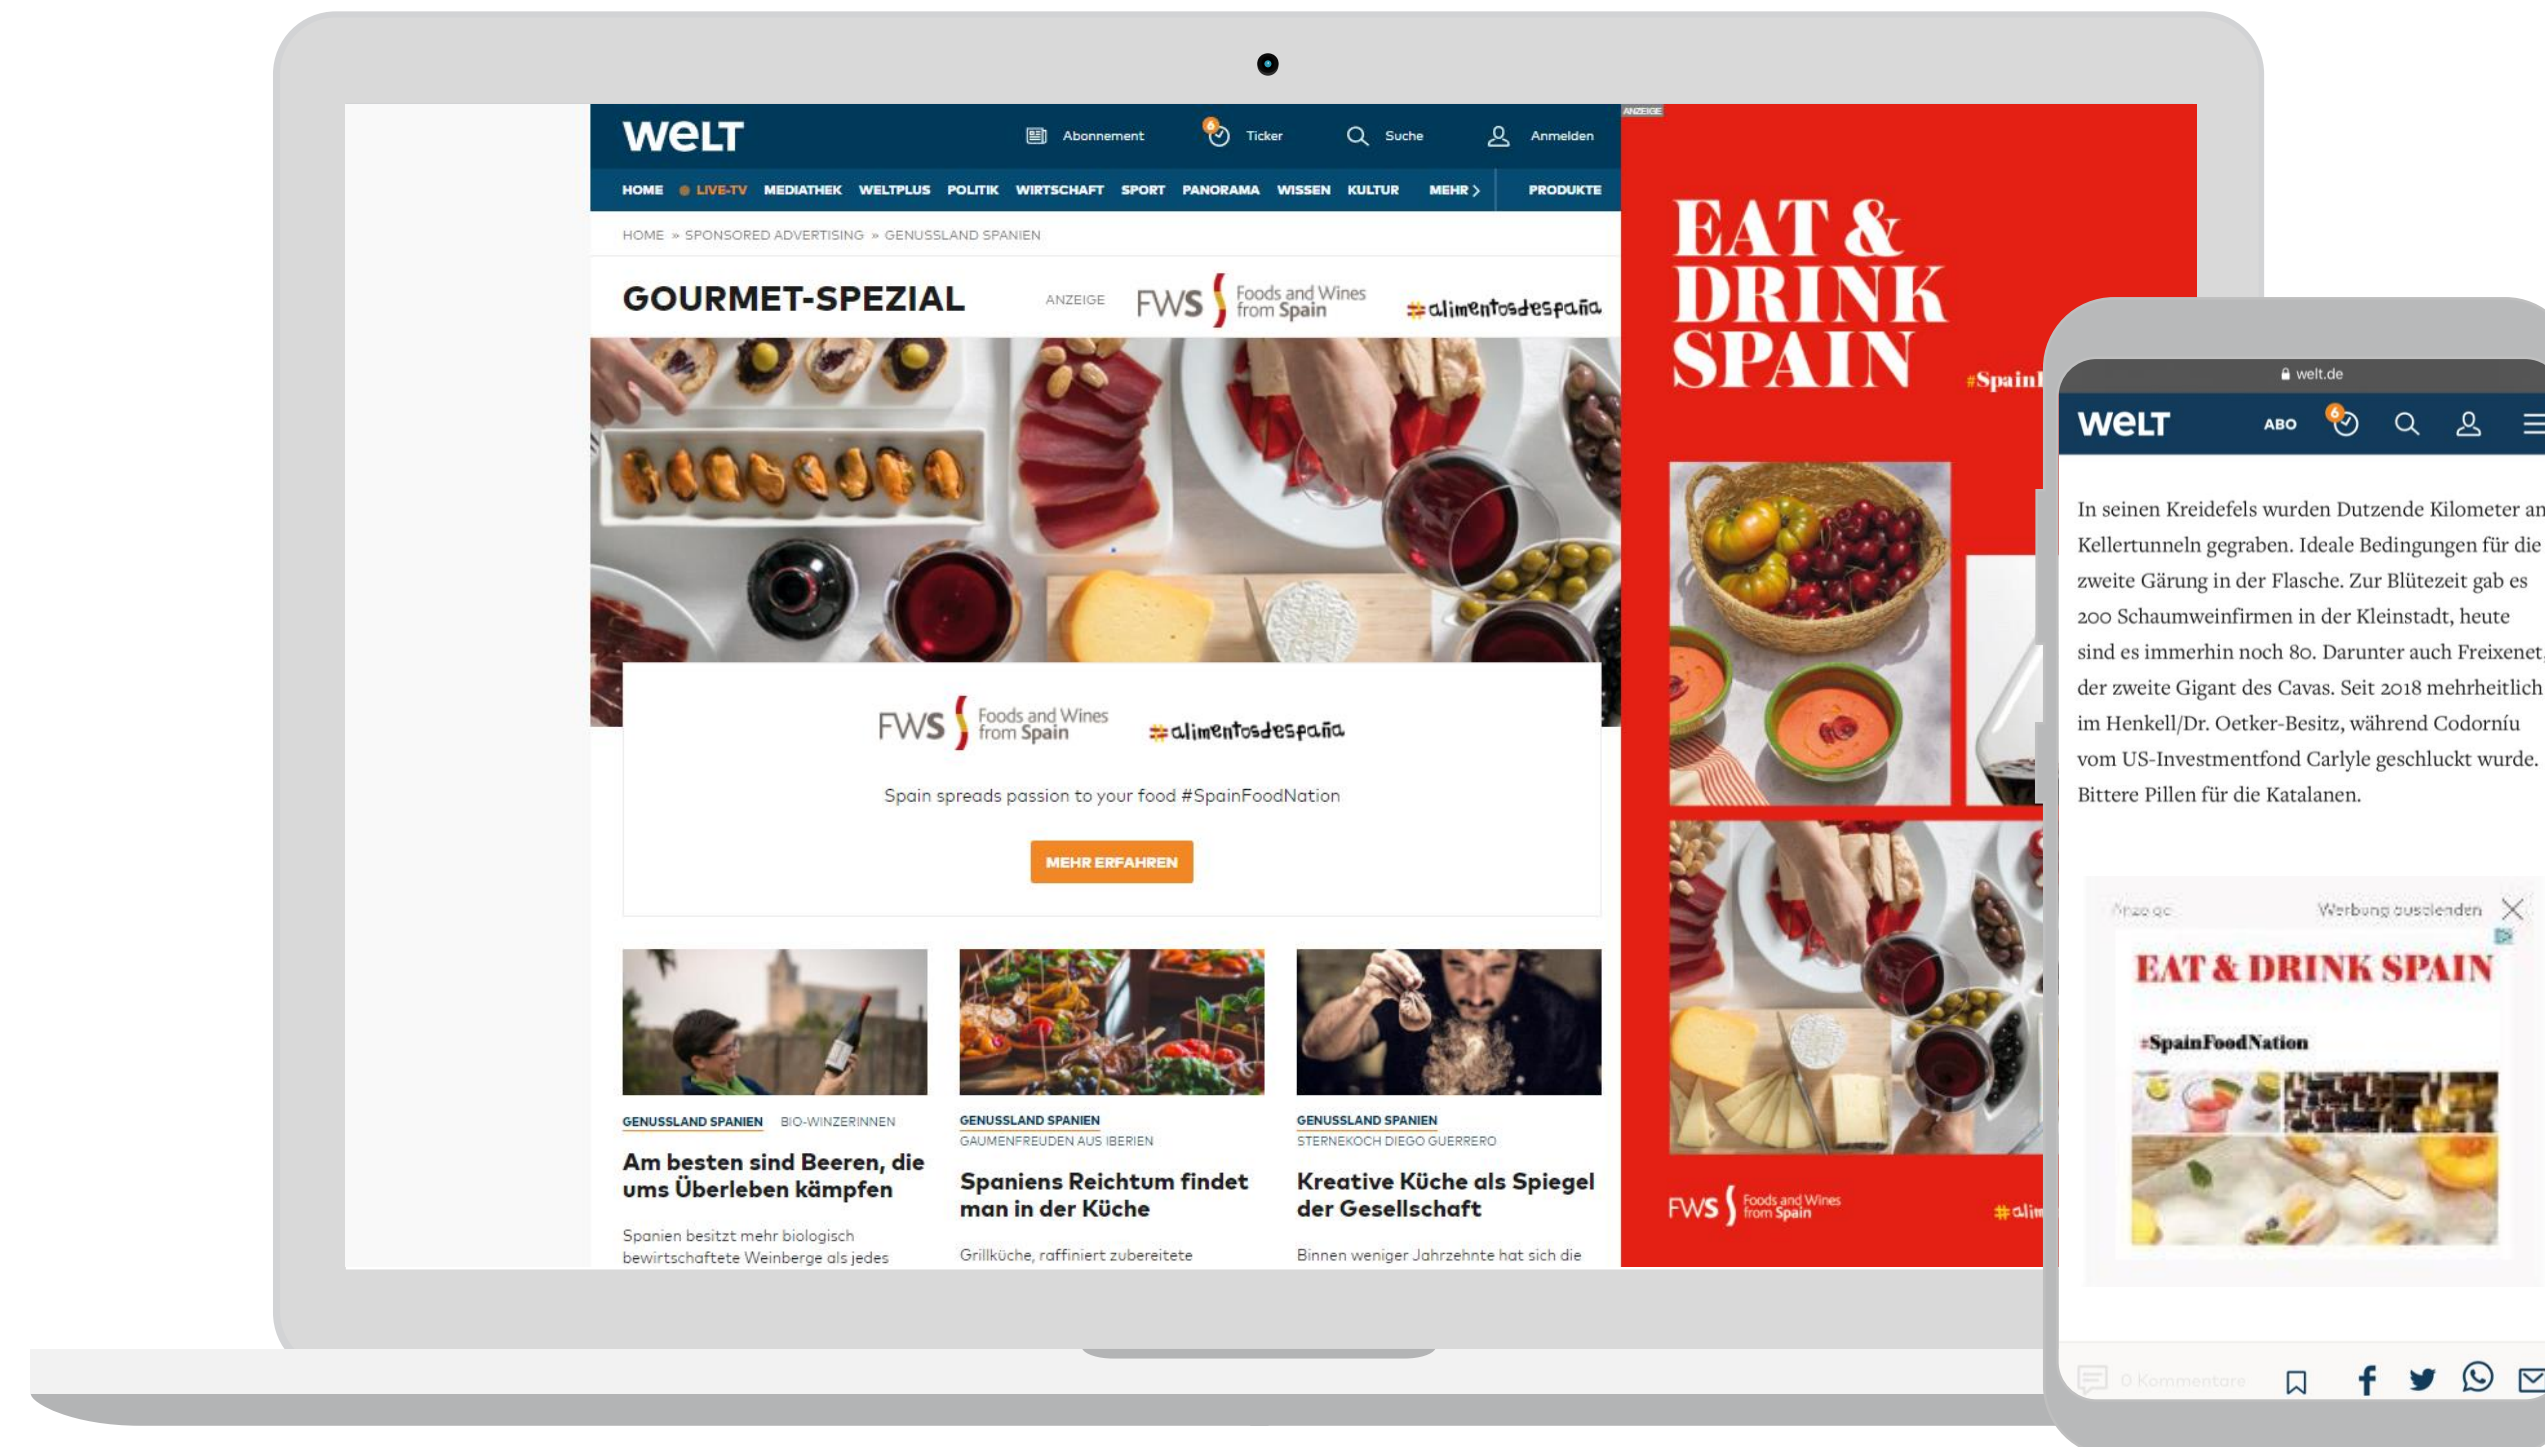 WELT
Abonnement
6
Ticker
Suche
Anmelden
HOME LIVE-TV MEDIATHEK WELTPLUS POLITIK WIRTSCHAFT SPORT PANORAMA WISSEN KULTUR MEHR PRODUKTE
HOME » SPONSORED ADVERTISING » GENUSSLAND SPANIEN
GOURMET-SPEZIAL
ANZEIGE
FWS Foods and Wines
from Spain
#alimentosdespaña
FWS Foods and Wines
from Spain
#alimentosdespaña
Spain spreads passion to your food #SpainFoodNation
MEHR ERFAHREN
GENUSSLAND SPANIEN BIO-WINZERINNEN
Am besten sind Beeren, die
ums Überleben kämpfen
Spanien besitzt mehr biologisch
bewirtschaftete Weinberge als jedes
GENUSSLAND SPANIEN
GAUMENFREUDEN AUS IBERIEN
Spaniens Reichtum findet
man in der Küche
Grillküche, raffiniert zubereitete
GENUSSLAND SPANIEN
STERNEKOCH DIEGO GUERRERO
Kreative Küche als Spiegel
der Gesellschaft
Binnen weniger Jahrzehnte hat sich die
ANZEIGE
EAT &
DRINK
SPAIN
#Spain
FWS Foods and Wines
from Spain
#alim
welt.de
WELT
ABO
6
In seinen Kreidefels wurden Dutzende Kilometer an
Kellertunneln gegraben. Ideale Bedingungen für die
zweite Gärung in der Flasche. Zur Blütezeit gab es
200 Schaumweinfirmen in der Kleinstadt, heute
sind es immerhin noch 80. Darunter auch Freixenet,
der zweite Gigant des Cavas. Seit 2018 mehrheitlich
im Henkell/Dr. Oetker-Besitz, während Codorníu
vom US-Investmentfond Carlyle geschluckt wurde.
Bittere Pillen für die Katalanen.
Anzeige
Werbung ausblenden
EAT & DRINK SPAIN
#SpainFoodNation
0 Kommentare